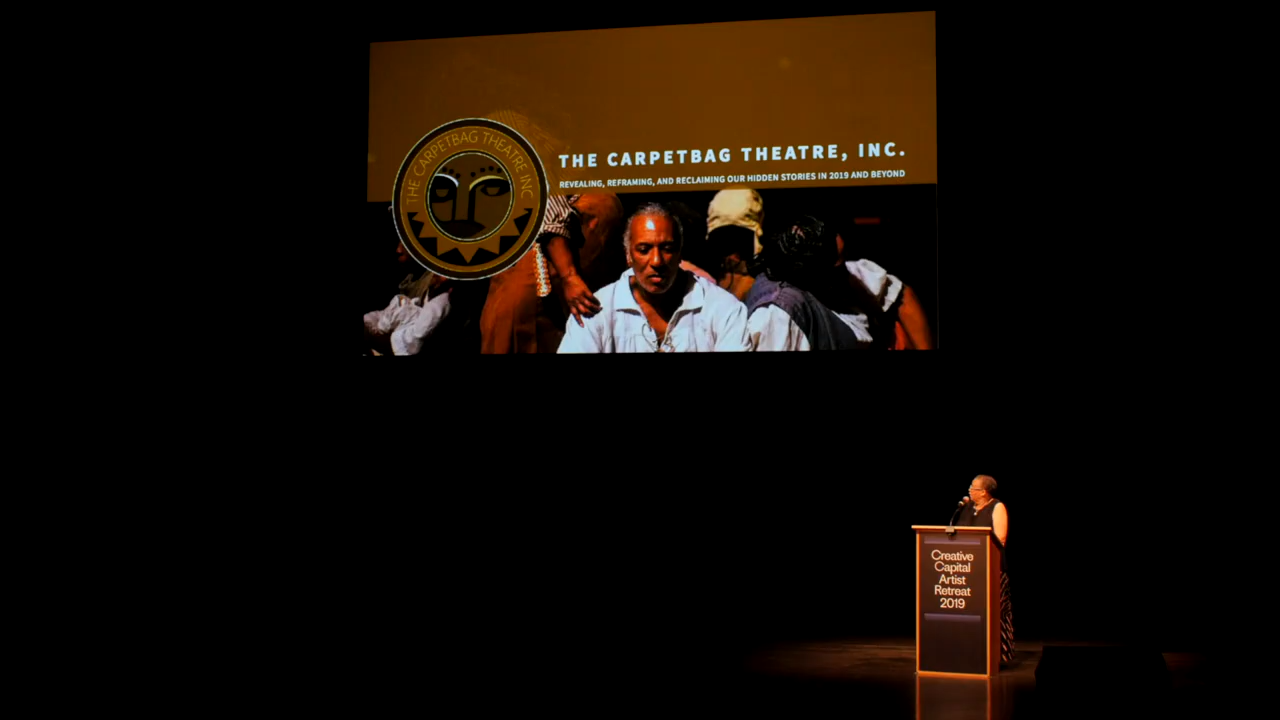 THE CARPETBAG THEATRE INC
THE CARPETBAG THEATRE, INC.
REVEALING, REFRAMING, AND RECLAIMING OUR HIDDEN STORIES IN 2019 AND BEYOND
Creative
Capital
Artist
Retreat
2019